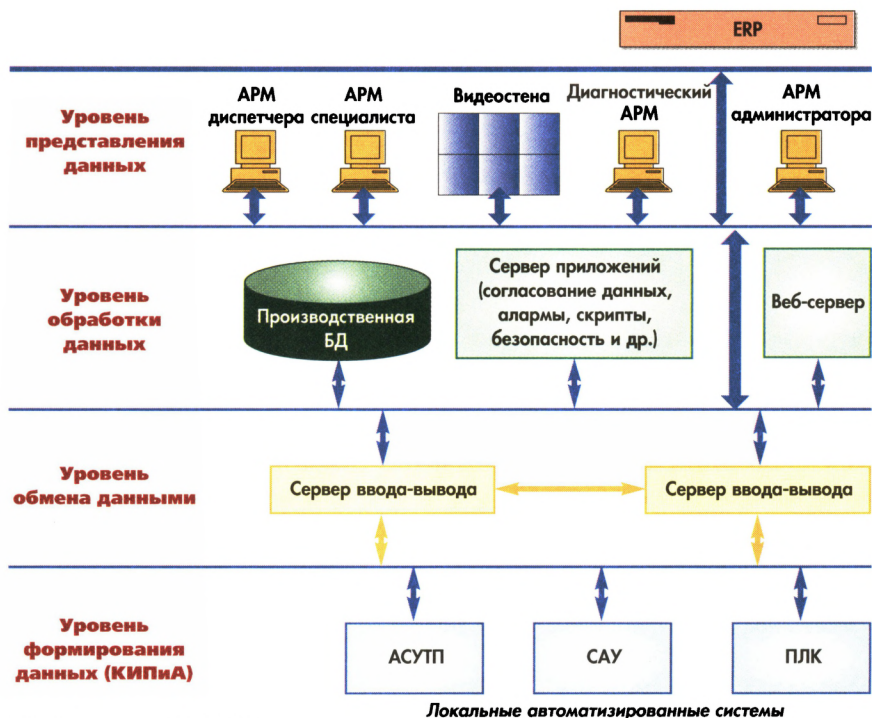 ERP
Уровень
представления
данных
АРМ
диспетчера
АРМ
специалиста
Видеостена
Диагностический
АРМ
АРМ
администратора
Уровень
обработки
данных
Производственная
БД
Сервер приложений
(согласование данных,
алармы, скрипты,
безопасность и др.)
Веб-сервер
Уровень
обмена данными
Сервер ввода-вывода
Сервер ввода-вывода
Уровень
формирования
данных (КИПиА)
АСУТП
САУ
ПЛК
Локальные автоматизированные системы